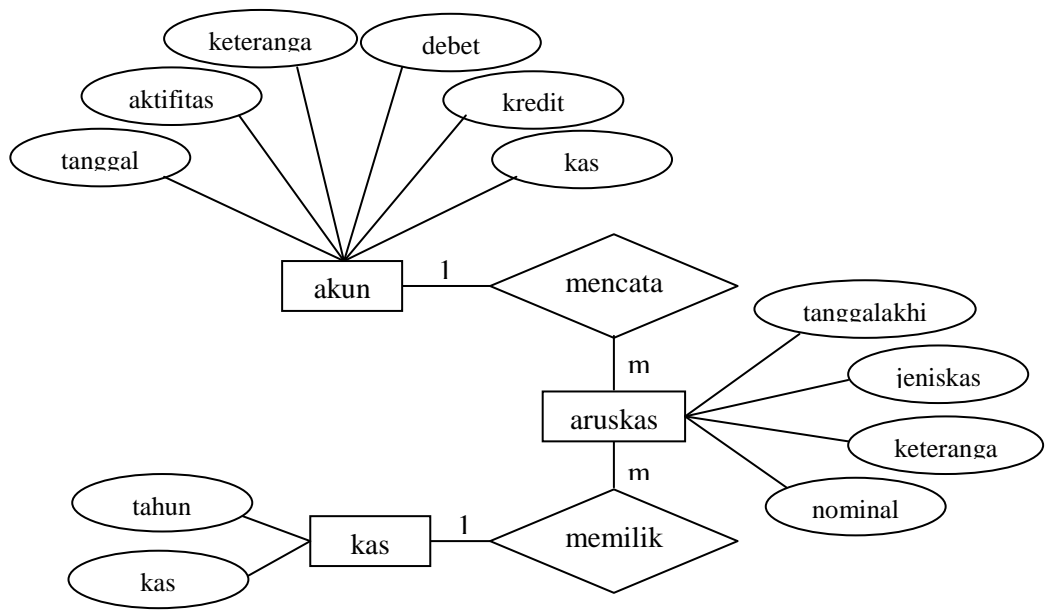 keteranga
debet
aktifitas
kredit
tanggal
kas
akun
1
mencata
m
tanggalakhi
jeniskas
aruskas
keteranga
m
nominal
tahun
kas
1
memilik
kas